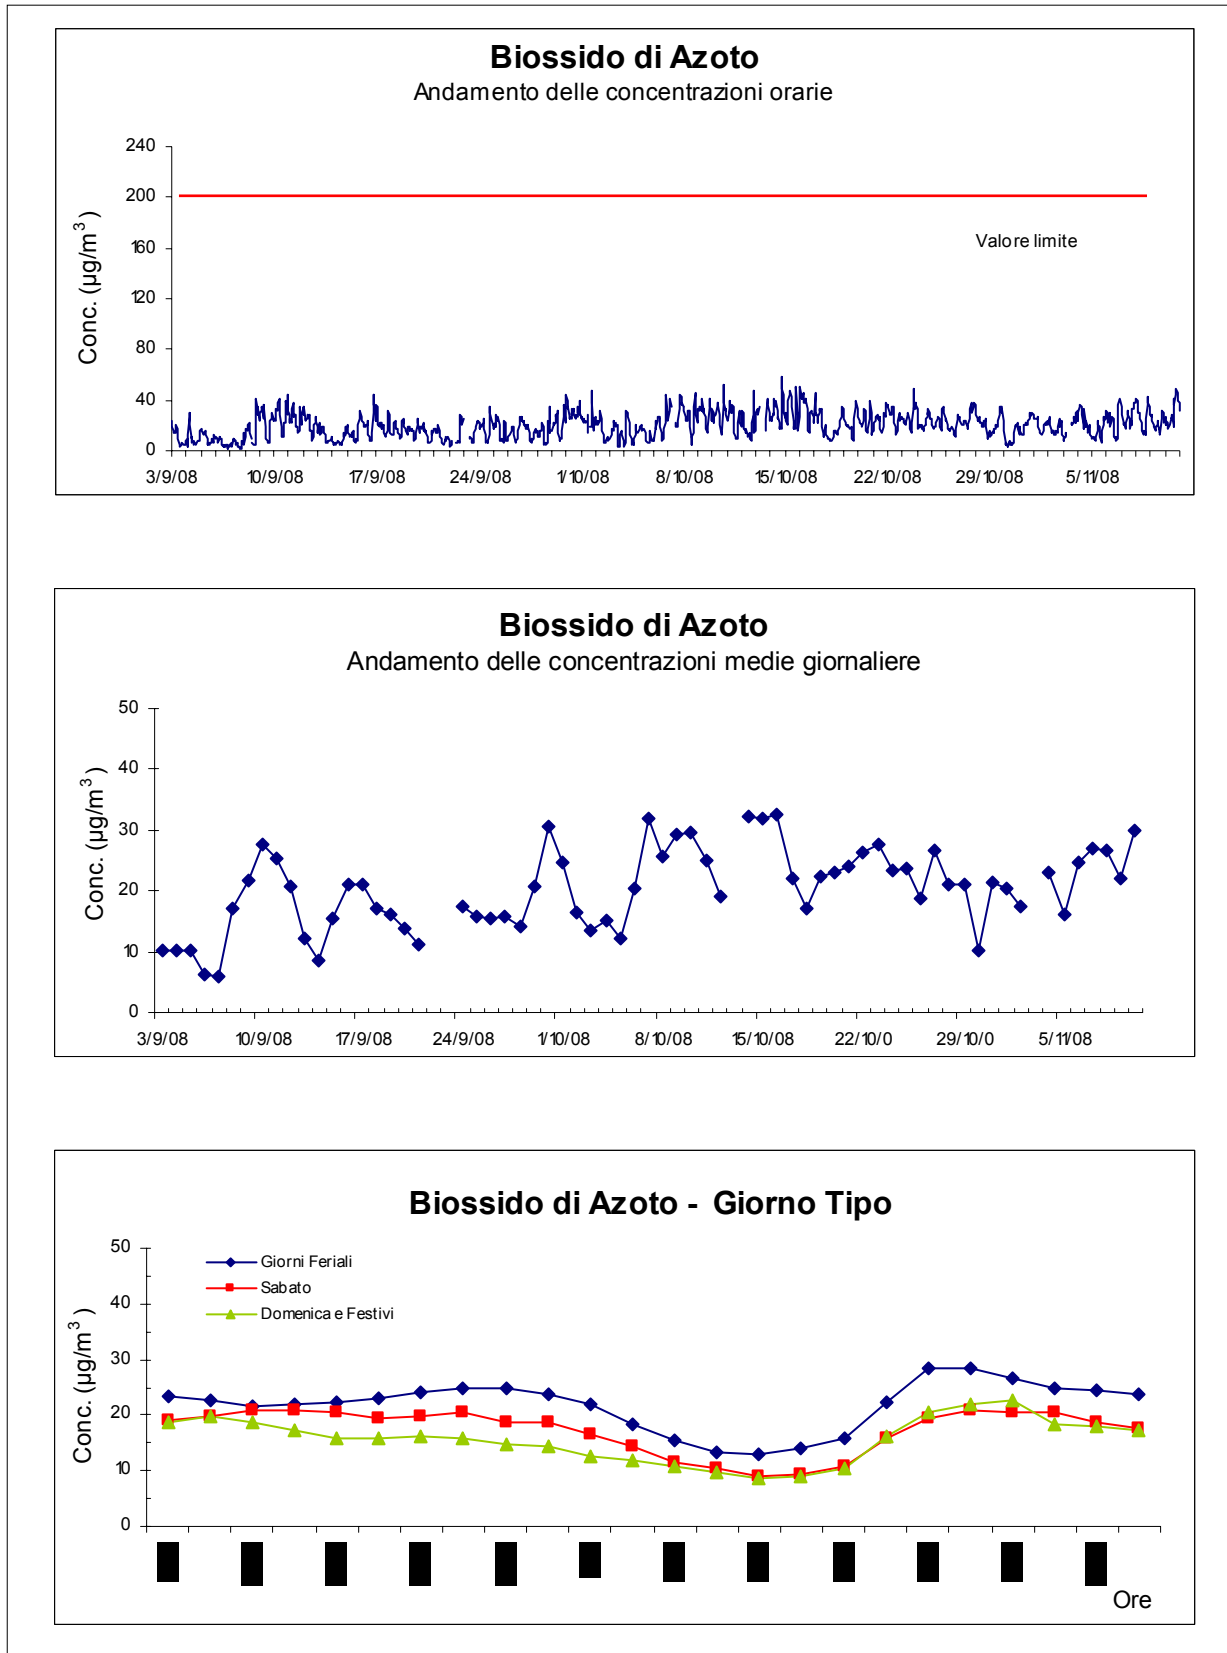 Biossido di Azoto
Andamento delle concentrazioni orarie
Conc. (µg/m³)
240
200
160
120
80
40
0
Valore limite
3/9/08 10/9/08 17/9/08 24/9/08 1/10/08 8/10/08 15/10/08 22/10/08 29/10/08 5/11/08
Biossido di Azoto
Andamento delle concentrazioni medie giornaliere
Conc. (µg/m³)
50
40
30
20
10
0
3/9/08 10/9/08 17/9/08 24/9/08 1/10/08 8/10/08 15/10/08 22/10/0 29/10/0 5/11/08
Biossido di Azoto - Giorno Tipo
Conc. (µg/m³)
50
40
30
20
10
0
Giorni Feriali
Sabato
Domenica e Festivi
Ore